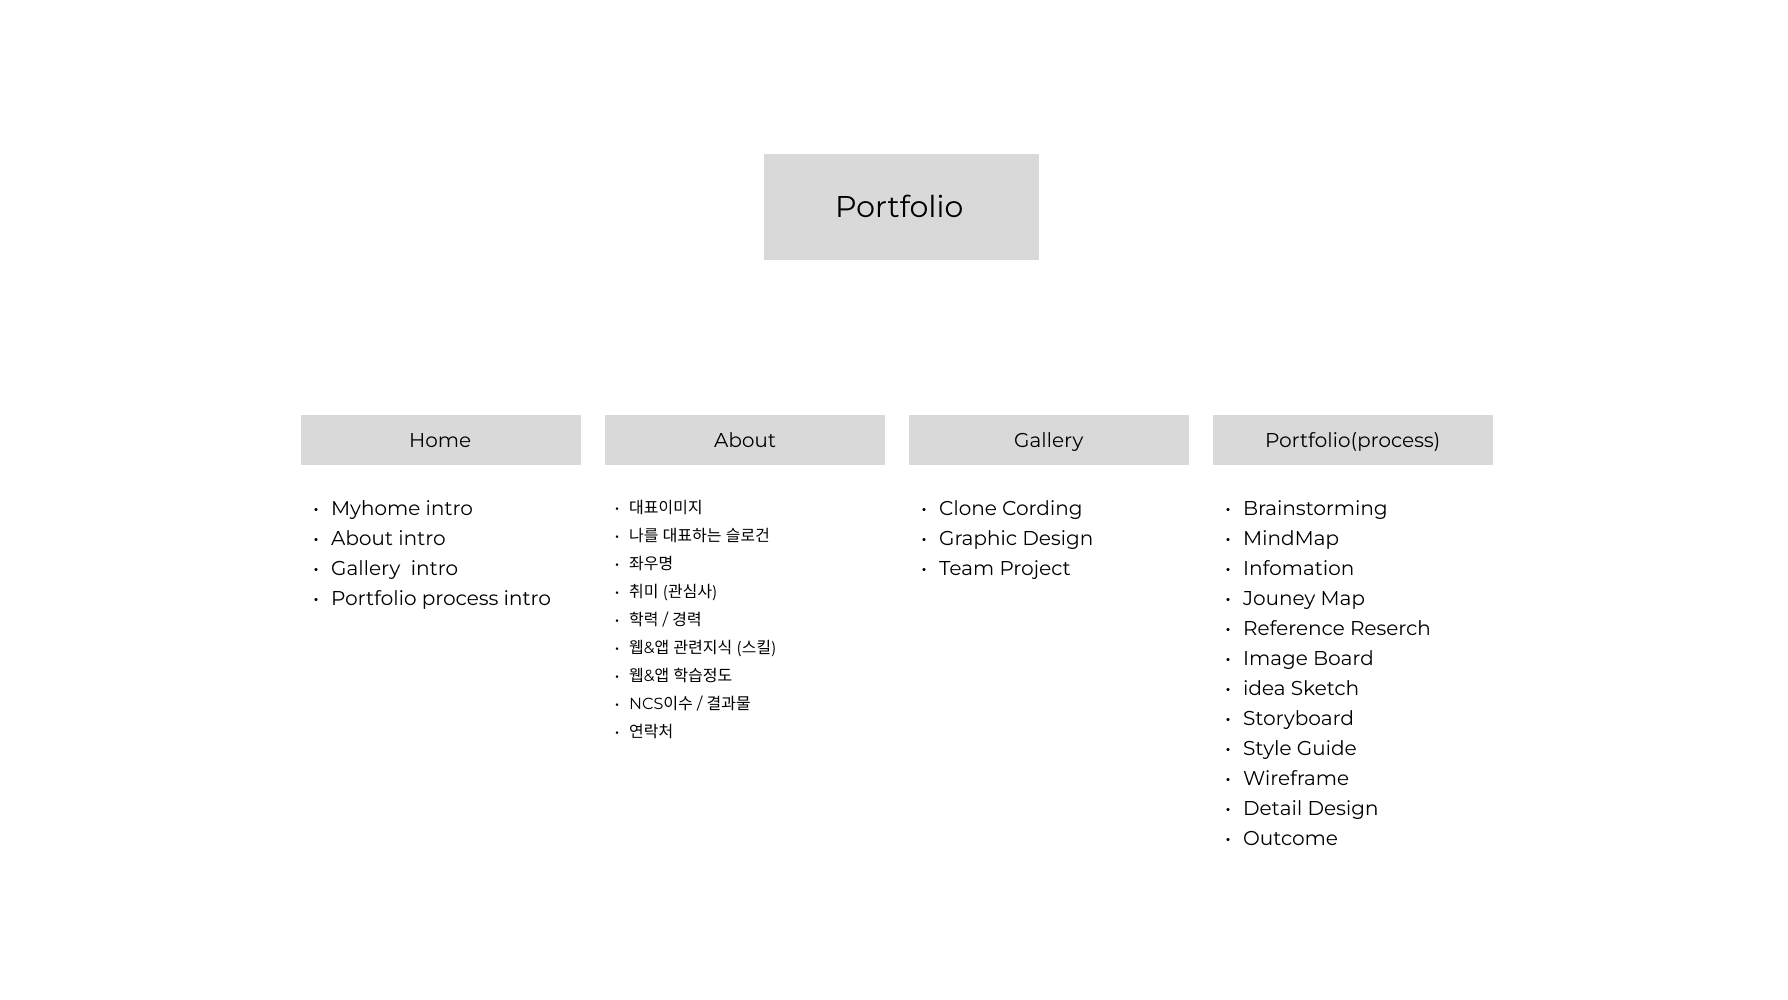 Portfolio
Home
• Myhome intro
• About intro
• Gallery  intro
• Portfolio process intro
About
• 대표이미지
• 나를 대표하는 슬로건
• 좌우명
• 취미 (관심사)
• 학력 / 경력
• 웹&앱 관련지식 (스킬)
• 웹&앱 학습정도
• NCS이수 / 결과물
• 연락처
Gallery
• Clone Cording
• Graphic Design
• Team Project
Portfolio(process)
• Brainstorming
• MindMap
• Infomation
• Jouney Map
• Reference Reserch
• Image Board
• idea Sketch
• Storyboard
• Style Guide
• Wireframe
• Detail Design
• Outcome